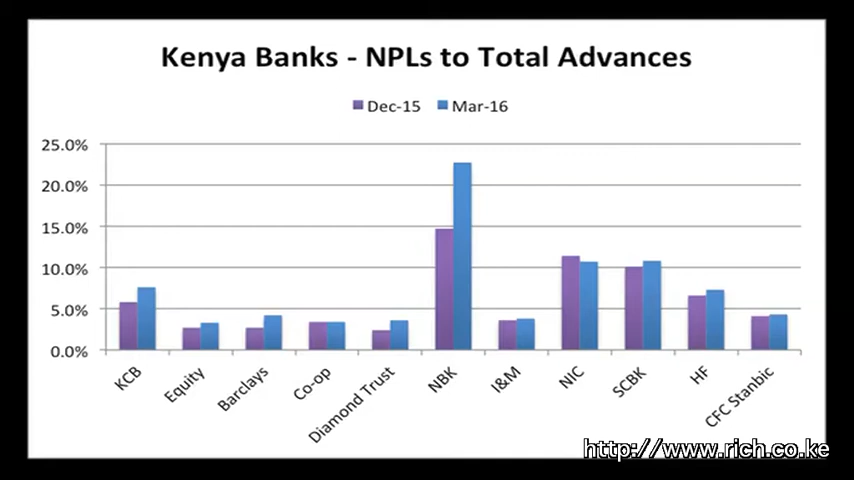 Kenya Banks - NPLs to Total Advances
Dec-15 Mar-16
25.0%
20.0%
15.0%
10.0%
5.0%
0.0%
KCB
Equity
Barclays
Co-op
Diamond Trust
NBK
I&M
NIC
SCBK
HF
CFC Stanbic
http://www.rich.co.ke